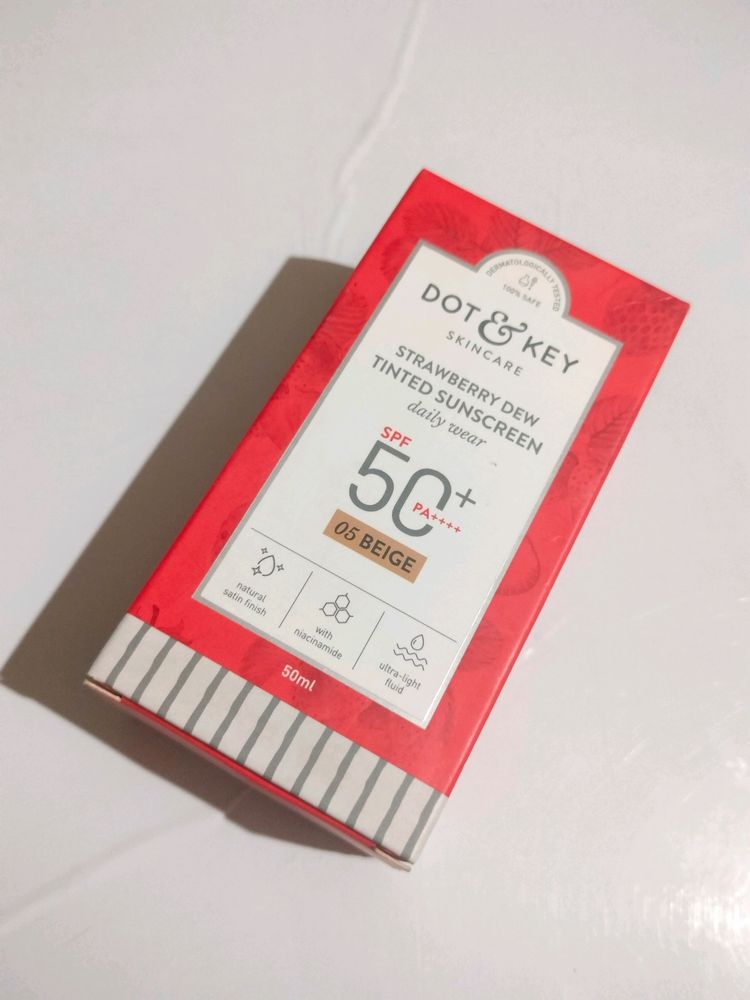 DERMATOLOGICALLY TESTED
100% SAFE
DOT & KEY
SKINCARE
STRAWBERRY DEW
TINTED SUNSCREEN
daily wear
SPF
50+
PA++++
05 BEIGE
natural
satin finish
with
niacinamide
ultra-light
fluid
50ml